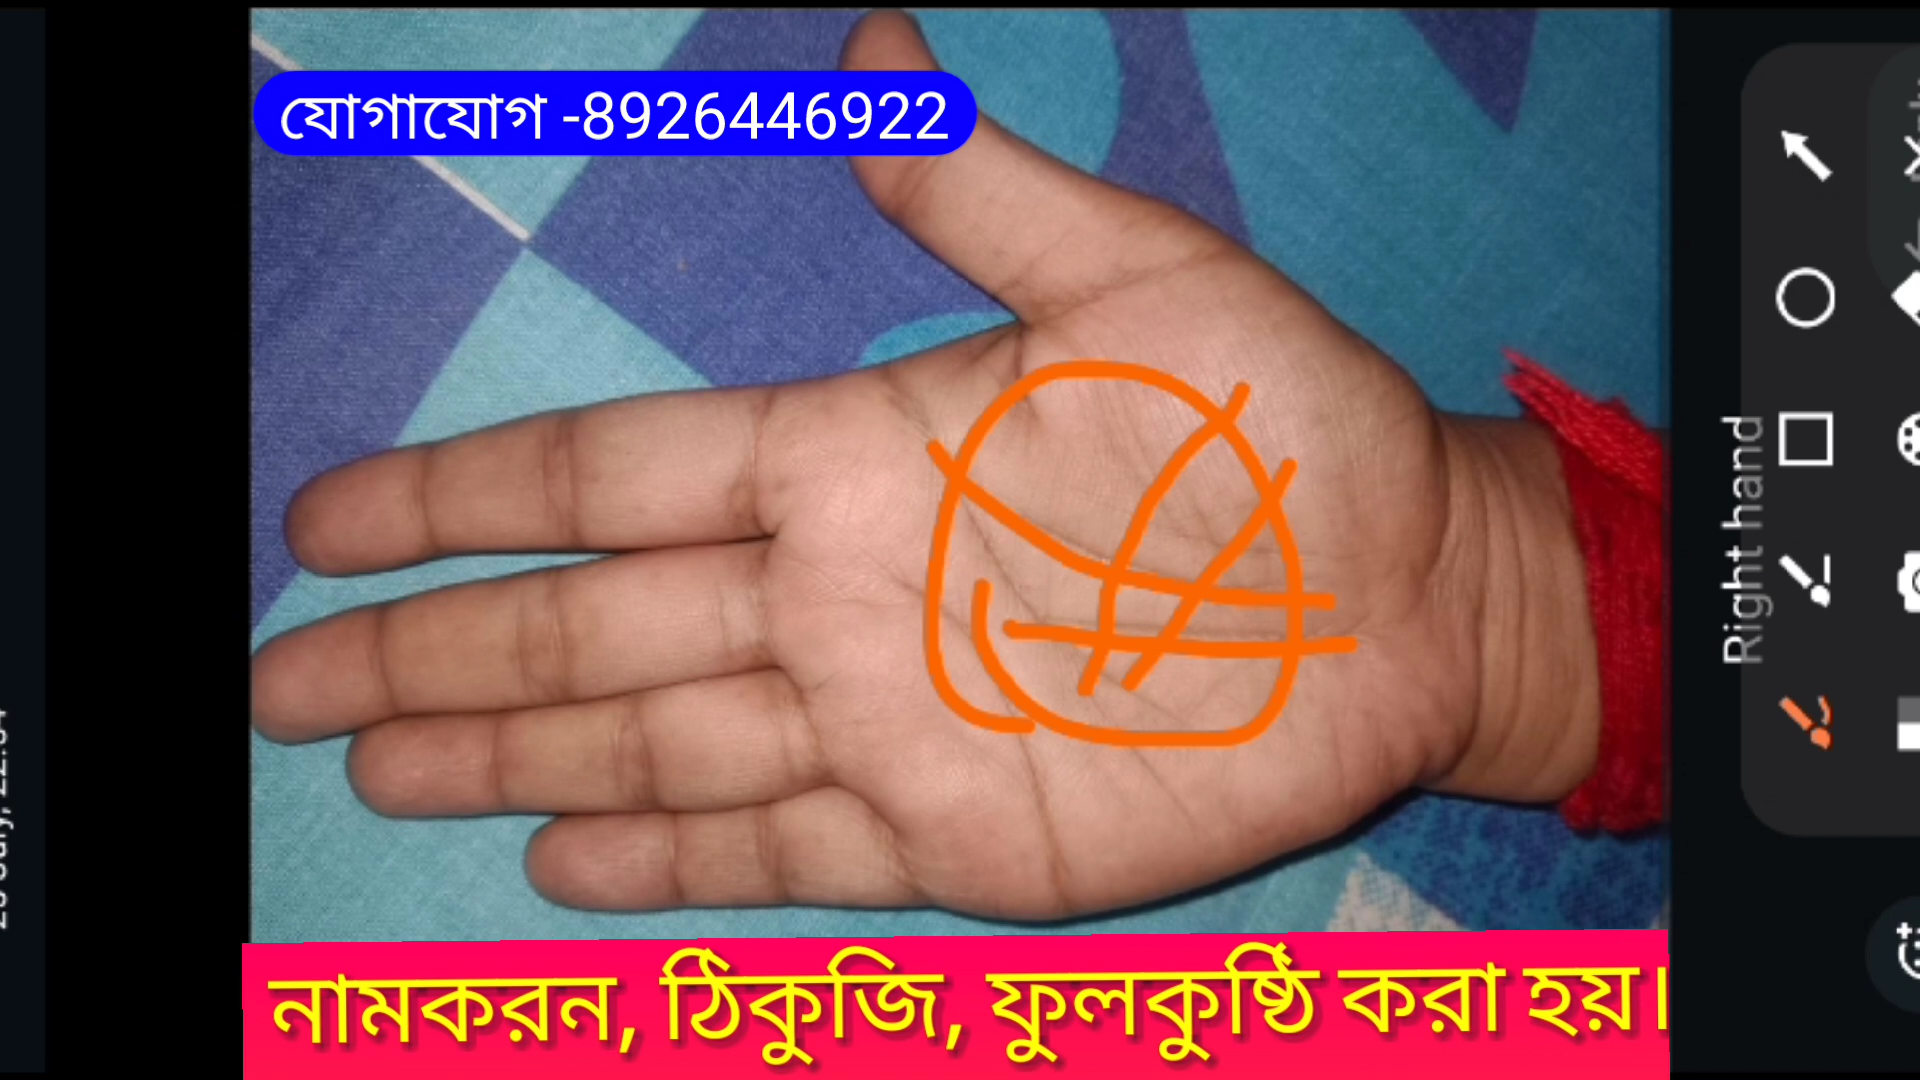 যোগাযোগ -8926446922
Right hand
নামকরন, ঠিকুজি, ফুলকুষ্ঠি করা হয়।